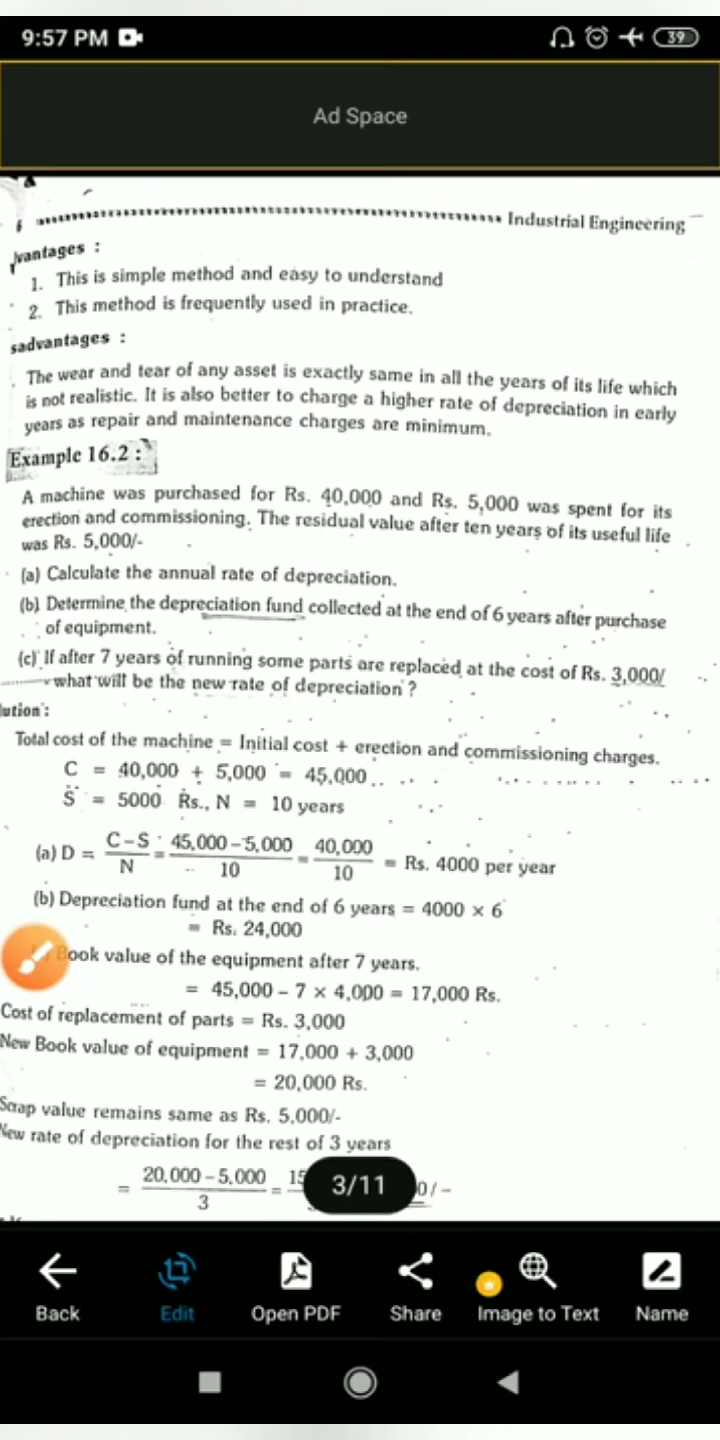 9:57 PM
39
Ad Space
Industrial Engineering
vantages :
1. This is simple method and easy to understand
2. This method is frequently used in practice.
sadvantages :
The wear and tear of any asset is exactly same in all the years of its life which
is not realistic. It is also better to charge a higher rate of depreciation in early
years as repair and maintenance charges are minimum.
Example 16.2 :
A machine was purchased for Rs. 40,000 and Rs. 5,000 was spent for its
erection and commissioning. The residual value after ten years of its useful life
was Rs. 5,000/-
(a) Calculate the annual rate of depreciation.
(b) Determine the depreciation fund collected at the end of 6 years after purchase
of equipment.
(c) If after 7 years of running some parts are replaced at the cost of Rs. 3,000/
what will be the new rate of depreciation ?
lution :
Total cost of the machine = Initial cost + erection and commissioning charges.
C = 40,000 + 5,000 = 45,000
S = 5000 Rs., N = 10 years
(a) D = C-S / N = 45,000-5,000 / 10 = 40,000 / 10 = Rs. 4000 per year
(b) Depreciation fund at the end of 6 years = 4000 × 6
= Rs. 24,000
Book value of the equipment after 7 years.
= 45,000 - 7 × 4,000 = 17,000 Rs.
Cost of replacement of parts = Rs. 3,000
New Book value of equipment = 17,000 + 3,000
= 20,000 Rs.
Scrap value remains same as Rs. 5,000/-
New rate of depreciation for the rest of 3 years
= 20,000-5,000 / 3 = 15 0/-
3/11
Back Edit Open PDF Share Image to Text Name